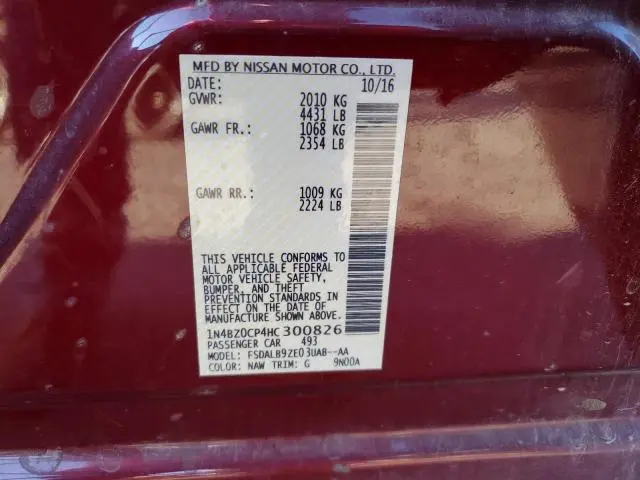 MFD BY NISSAN MOTOR CO., LTD.
DATE: 10/16
GVWR: 2010 KG
4431 LB
GAWR FR.: 1068 KG
2354 LB
GAWR RR.: 1009 KG
2224 LB
THIS VEHICLE CONFORMS TO
ALL APPLICABLE FEDERAL
MOTOR VEHICLE SAFETY,
BUMPER, AND THEFT
PREVENTION STANDARDS IN
EFFECT ON THE DATE OF
MANUFACTURE SHOWN ABOVE.
1N4BZ0CP4HC300826
PASSENGER CAR 493
MODEL: FSDALB9ZE03UAB--AA
COLOR: NAW TRIM: G 9N00A